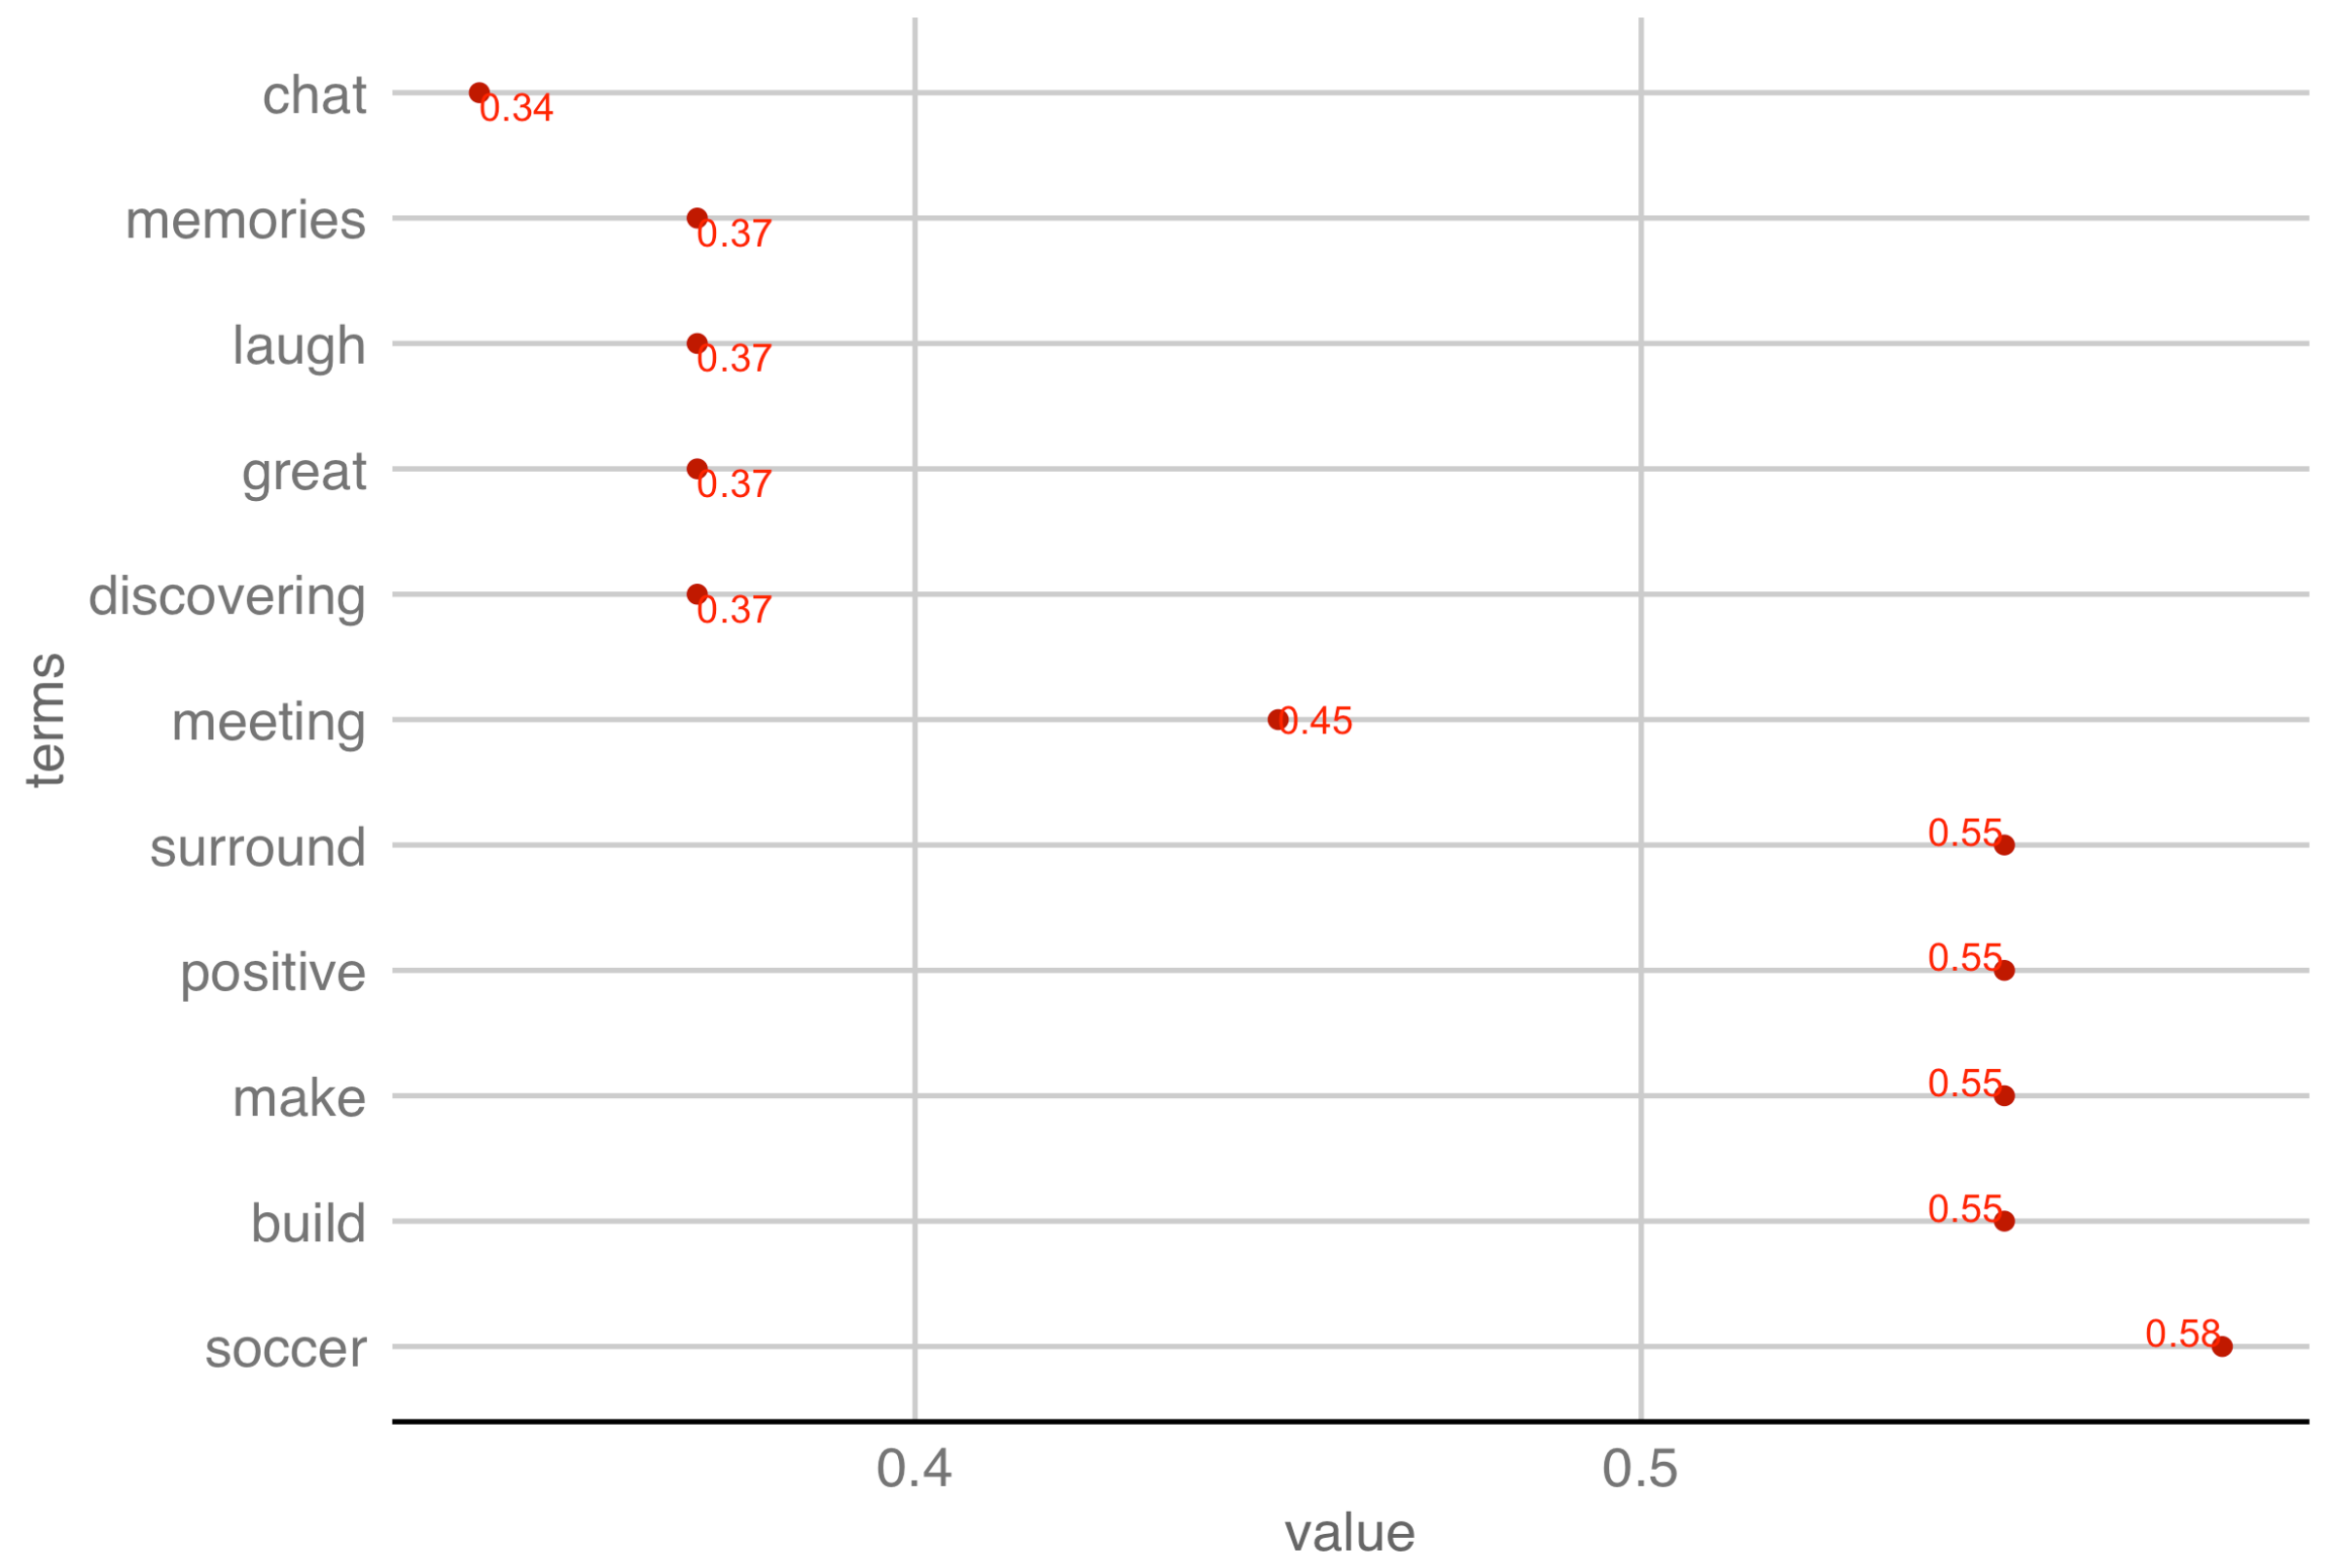 chat
0.34
memories
0.37
laugh
0.37
great
0.37
discovering
0.37
terms
meeting
0.45
surround
0.55
positive
0.55
make
0.55
build
0.55
soccer
0.58
0.4 0.5
value